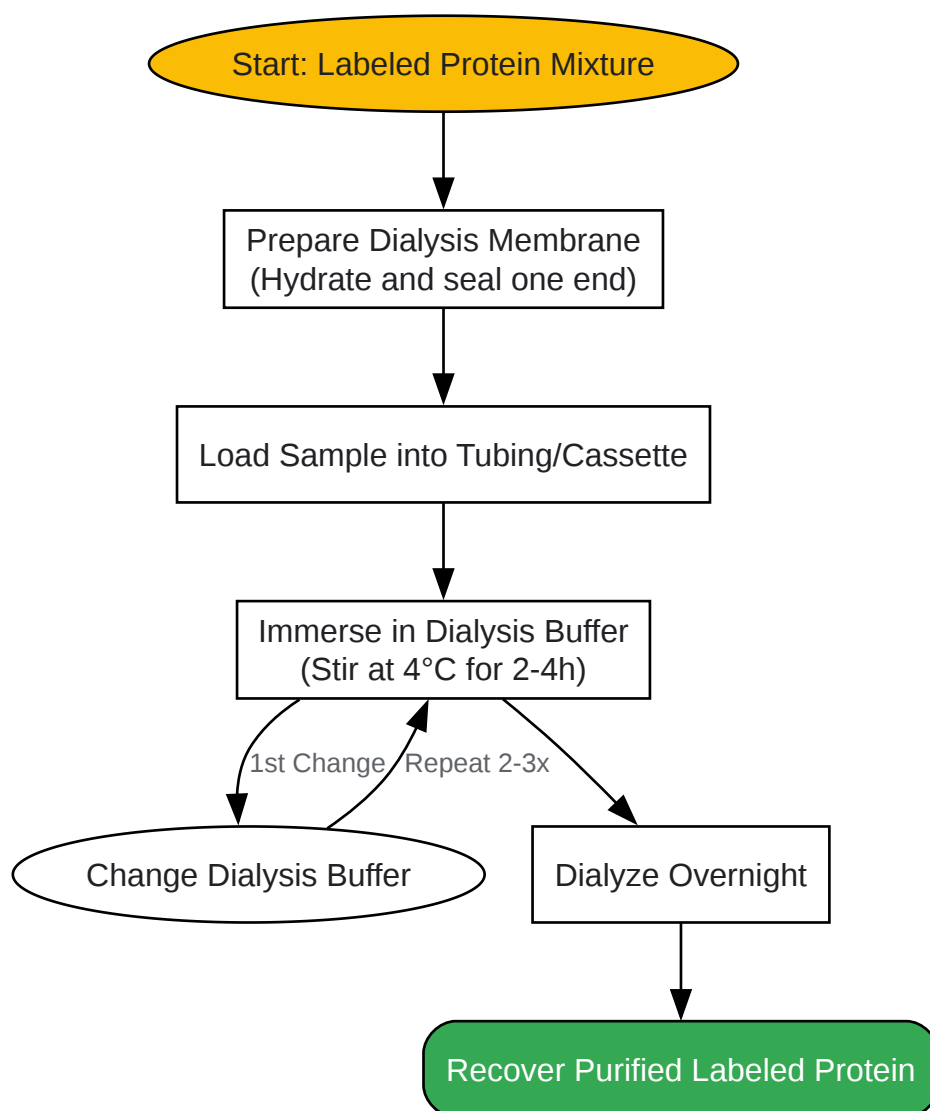 Start: Labeled Protein Mixture
Prepare Dialysis Membrane
(Hydrate and seal one end)
Load Sample into Tubing/Cassette
Immerse in Dialysis Buffer
(Stir at 4°C for 2-4h)
1st Change
Repeat 2-3x
Change Dialysis Buffer
Dialyze Overnight
Recover Purified Labeled Protein